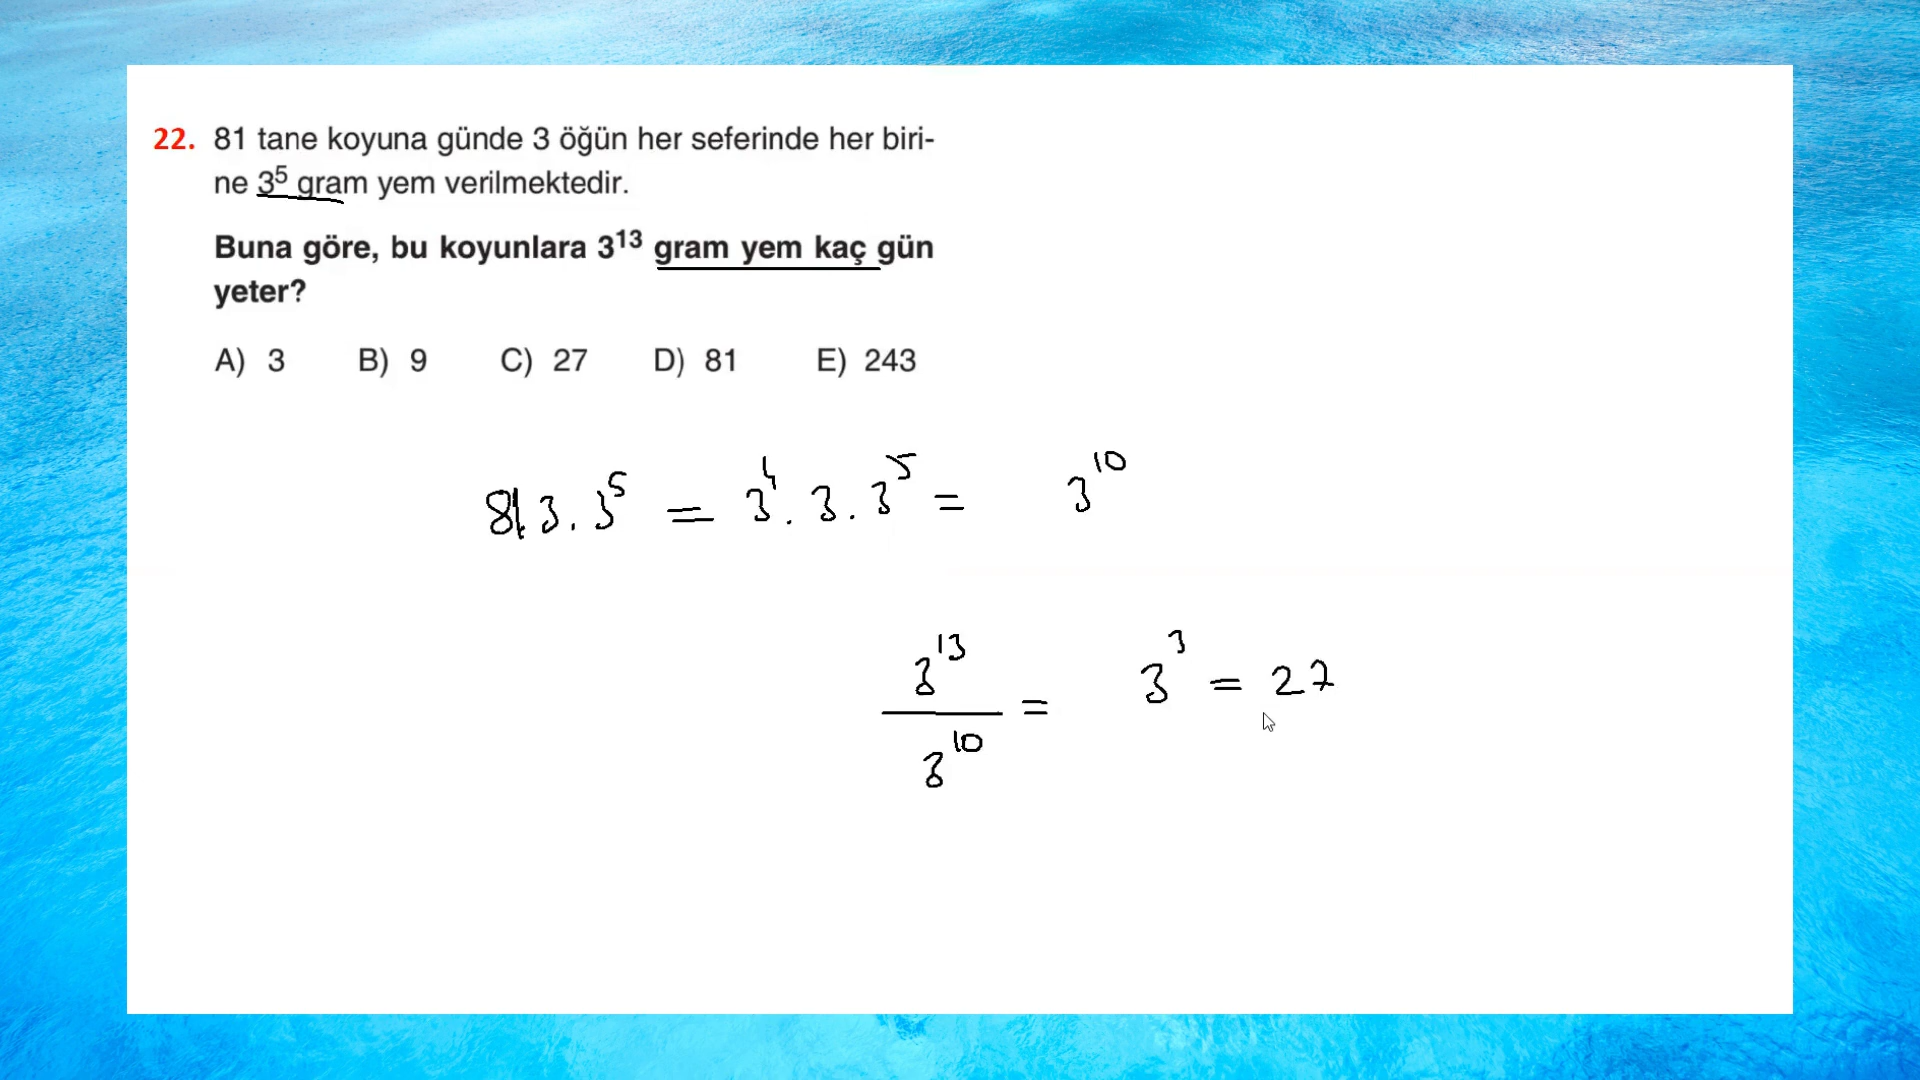 22. 81 tane koyuna günde 3 öğün her seferinde her biri-
ne 3⁵ gram yem verilmektedir.
Buna göre, bu koyunlara 3¹³ gram yem kaç gün
yeter?
A) 3 B) 9 C) 27 D) 81 E) 243
81.3.3⁵ = 3⁴.3.3⁵ = 3¹⁰
3¹³
3¹⁰ = 3³ = 27